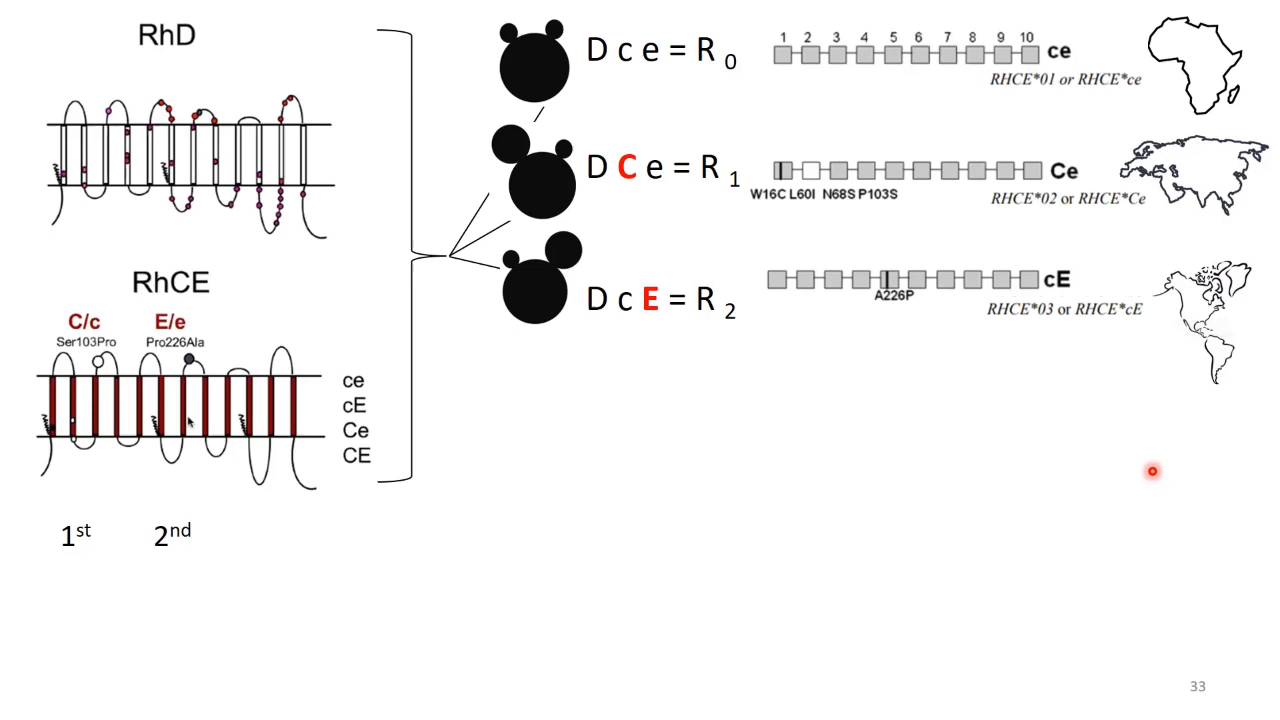 RhD
RhCE
C/c E/e
Ser103Pro Pro226Ala
ce
cE
Ce
CE
1st 2nd
D c e = R 0
1 2 3 4 5 6 7 8 9 10
ce
RHCE*01 or RHCE*ce
D C e = R 1
Ce
W16C L60I N68S P103S
RHCE*02 or RHCE*Ce
D c E = R 2
cE
A226P
RHCE*03 or RHCE*cE
33